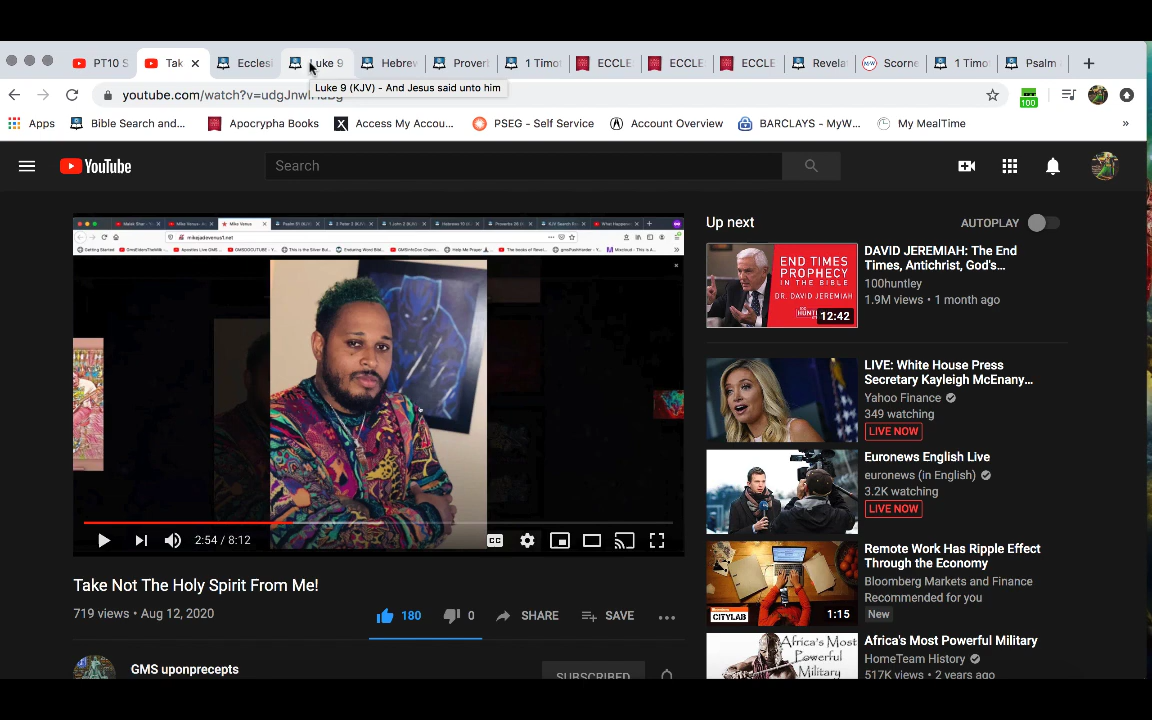 PT10 S
Tak
Ecclesi
Luke 9
Hebrew
Prover
1 Timo
ECCLE
ECCLE
ECCLE
Revela
Scorne
1 Timo
Psalm
Luke 9 (KJV) - And Jesus said unto him
100
Apps
Bible Search and...
Apocrypha Books
Access My Accou...
PSEG - Self Service
Account Overview
BARCLAYS - MyW...
My MealTime
»
YouTube
Search
mikejadovenus1.net
Up next
AUTOPLAY
END TIMES
PROPHECY
IN THE BIBLE
DR. DAVID JEREMIAH
12:42
DAVID JEREMIAH: The End
Times, Antichrist, God's...
100huntley
1.9M views • 1 month ago
LIVE: White House Press
Secretary Kayleigh McEnany...
Yahoo Finance
349 watching
LIVE NOW
Euronews English Live
euronews (in English)
3.2K watching
LIVE NOW
CITYLAB
1:15
Remote Work Has Ripple Effect
Through the Economy
Bloomberg Markets and Finance
Recommended for you
New
Africa's Most
Powerful
Military
Africa's Most Powerful Military
HomeTeam History
517K views • 2 years ago
2:54 / 8:12
CC
Take Not The Holy Spirit From Me!
719 views • Aug 12, 2020
180
0
SHARE
SAVE
GMS uponprecepts
SUBSCRIBED